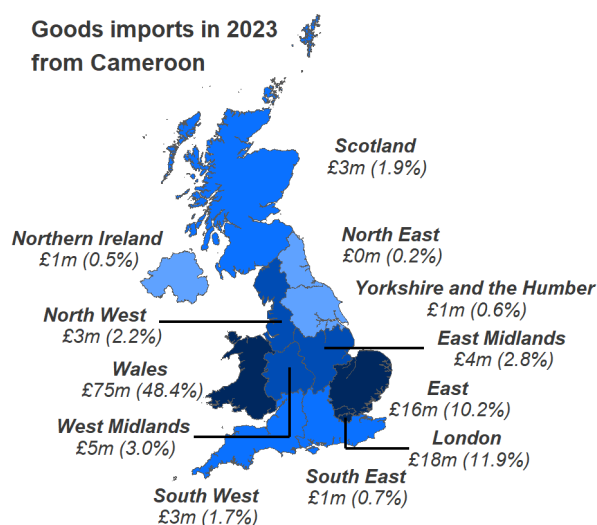 Goods imports in 2023
from Cameroon
Scotland
£3m (1.9%)
Northern Ireland
£1m (0.5%)
North East
£0m (0.2%)
Yorkshire and the Humber
£1m (0.6%)
North West
£3m (2.2%)
East Midlands
£4m (2.8%)
Wales
£75m (48.4%)
East
£16m (10.2%)
West Midlands
£5m (3.0%)
London
£18m (11.9%)
South East
£1m (0.7%)
South West
£3m (1.7%)